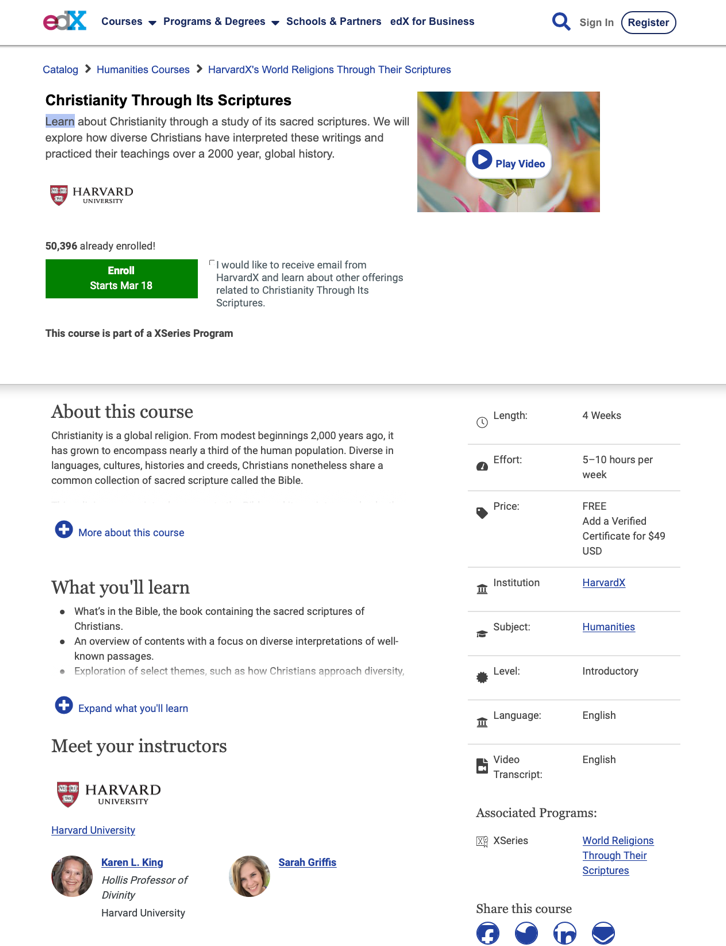 edX
Courses Programs & Degrees Schools & Partners edX for Business Sign In Register
Catalog Humanities Courses HarvardX's World Religions Through Their Scriptures
Christianity Through Its Scriptures
Learn about Christianity through a study of its sacred scriptures. We will
explore how diverse Christians have interpreted these writings and
practiced their teachings over a 2000 year, global history.
Play Video
HARVARD
UNIVERSITY
50,396 already enrolled!
Enroll
Starts Mar 18
I would like to receive email from
HarvardX and learn about other offerings
related to Christianity Through Its
Scriptures.
This course is part of a XSeries Program
About this course
Christianity is a global religion. From modest beginnings 2,000 years ago, it
has grown to encompass nearly a third of the human population. Diverse in
languages, cultures, histories and creeds, Christians nonetheless share a
common collection of sacred scripture called the Bible.
More about this course
What you'll learn
• What's in the Bible, the book containing the sacred scriptures of
Christians.
• An overview of contents with a focus on diverse interpretations of well-
known passages.
• Exploration of select themes, such as how Christians approach diversity,
Expand what you'll learn
Meet your instructors
HARVARD
UNIVERSITY
Harvard University
Karen L. King
Hollis Professor of
Divinity
Harvard University
Sarah Griffis
Length: 4 Weeks
Effort: 5–10 hours per
week
Price: FREE
Add a Verified
Certificate for $49
USD
Institution HarvardX
Subject: Humanities
Level: Introductory
Language: English
Video English
Transcript:
Associated Programs:
XSeries World Religions
Through Their
Scriptures
Share this course